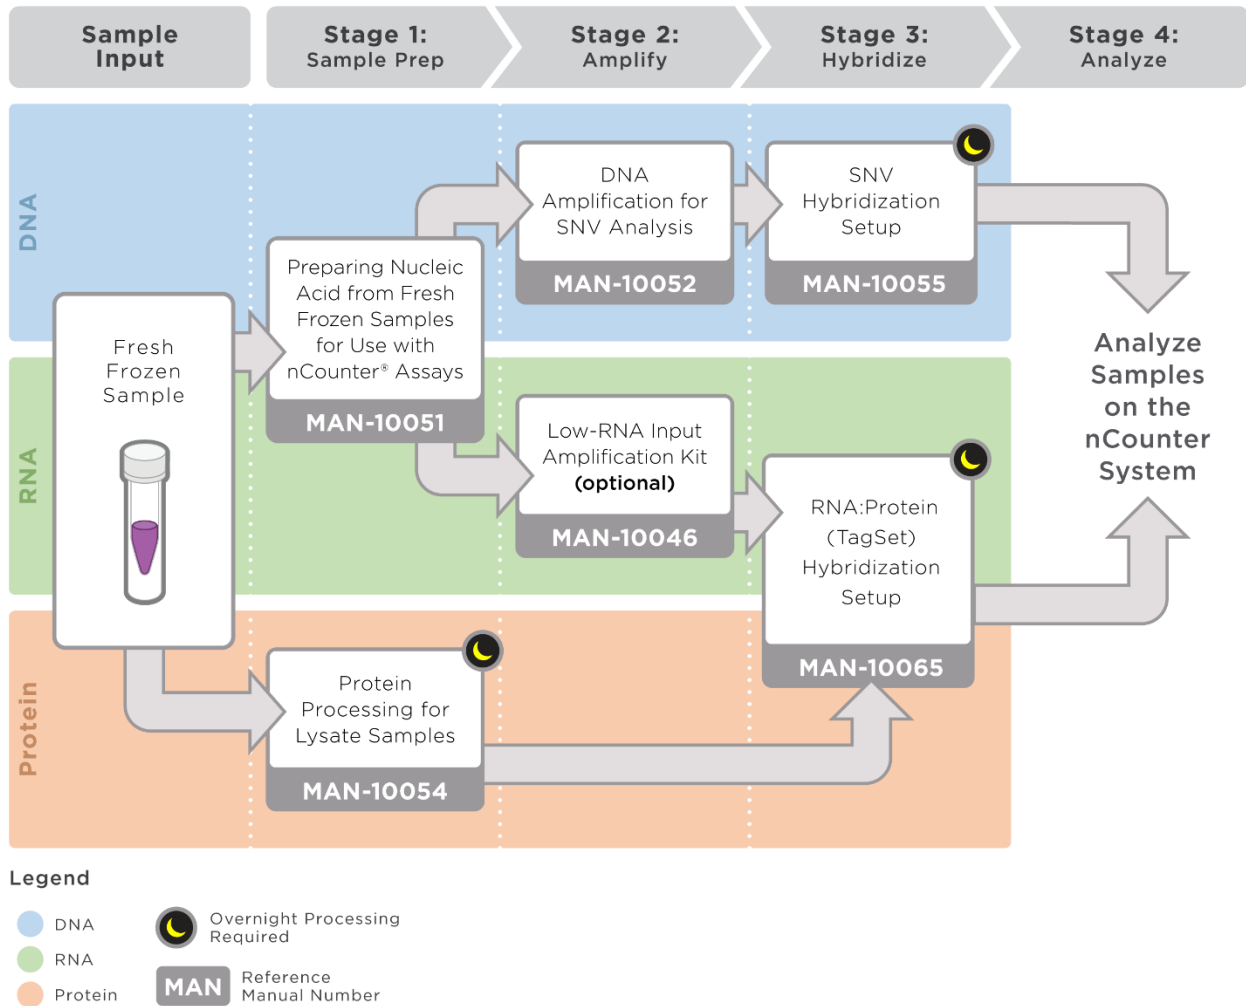 Sample
Input
Stage 1:
Sample Prep
Stage 2:
Amplify
Stage 3:
Hybridize
Stage 4:
Analyze
DNA
RNA
Protein
Fresh
Frozen
Sample
Preparing Nucleic
Acid from Fresh
Frozen Samples
for Use with
nCounter® Assays
MAN-10051
DNA
Amplification for
SNV Analysis
MAN-10052
SNV
Hybridization
Setup
MAN-10055
Low-RNA Input
Amplification Kit
(optional)
MAN-10046
RNA:Protein
(TagSet)
Hybridization
Setup
MAN-10065
Protein
Processing for
Lysate Samples
MAN-10054
Analyze
Samples
on the
nCounter
System
Legend
DNA
RNA
Protein
Overnight Processing
Required
MAN
Reference
Manual Number